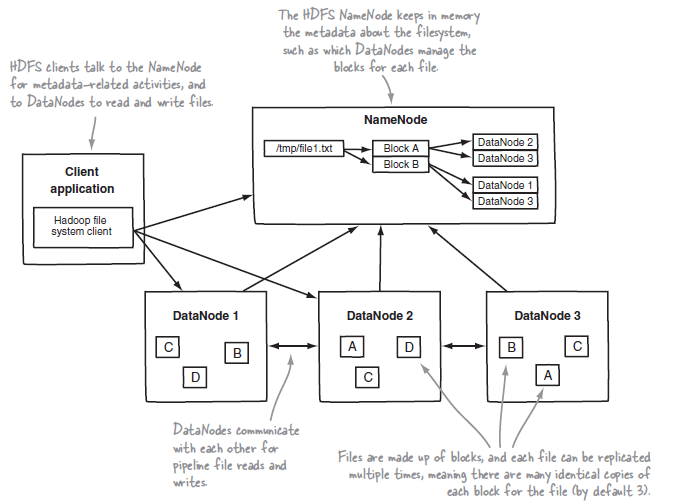 The HDFS NameNode keeps in memory
the metadata about the filesystem,
such as which DataNodes manage the
blocks for each file.
HDFS clients talk to the NameNode
for metadata-related activities, and
to DataNodes to read and write files.
NameNode
/tmp/file1.txt
Block A
Block B
DataNode 2
DataNode 3
DataNode 1
DataNode 3
Client
application
Hadoop file
system client
DataNode 1
C
B
D
DataNode 2
A
D
C
DataNode 3
B
C
A
DataNodes communicate
with each other for
pipeline file reads and
writes.
Files are made up of blocks, and each file can be replicated
multiple times, meaning there are many identical copies of
each block for the file (by default 3).